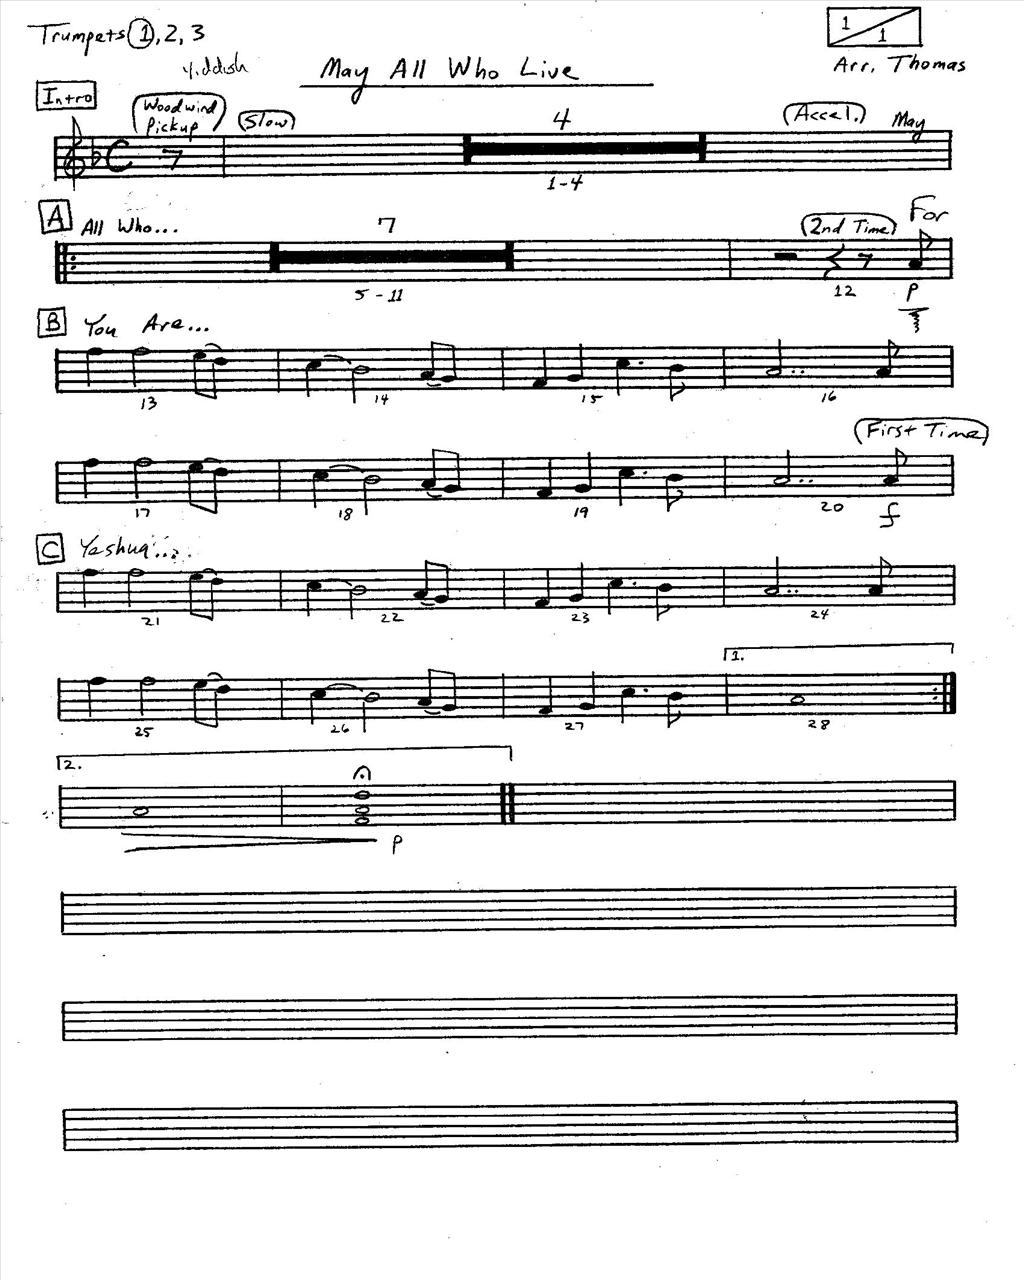 Trumpets 1, 2, 3
1/1
Yiddish
May All Who Live
Arr. Thomas
Intro
Woodwind Pickup
Slow
4
Accel.
May
1-4
A
All Who...
7
2nd Time
For
5-11
12
p
B
You Are...
13 14 15 16
First Time
17 18 19 20
f
C
Yeshua....
21 22 23 24
1.
25 26 27 28
2.
p